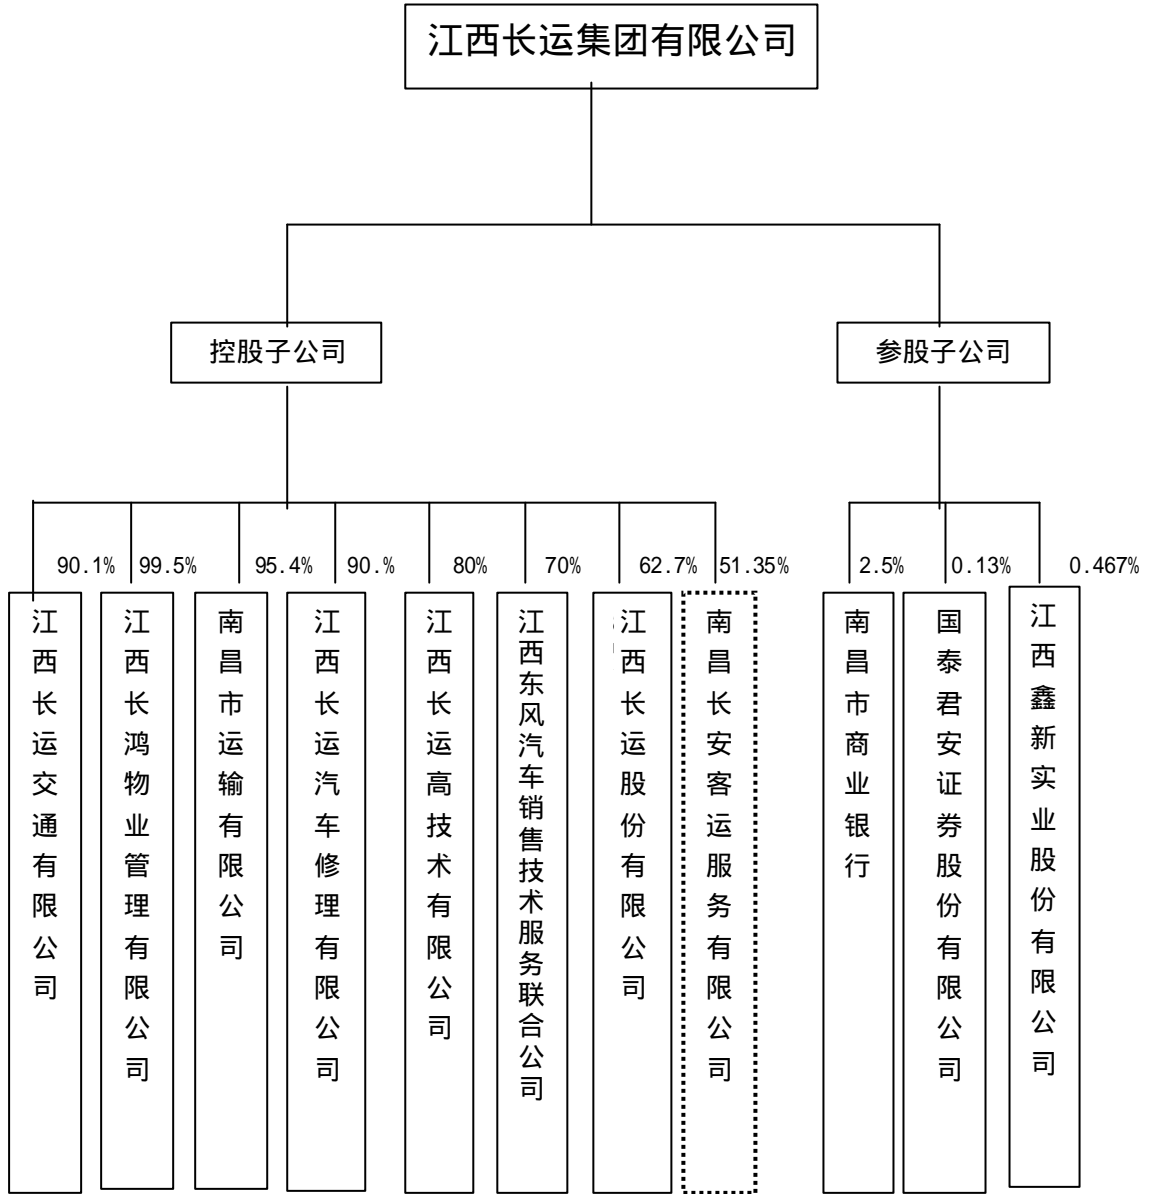 江西长运集团有限公司
控股子公司
参股子公司
90.1%
99.5%
95.4%
90.%
80%
70%
62.7%
51.35%
2.5%
0.13%
0.467%
江西长运交通有限公司
江西长鸿物业管理有限公司
南昌市运输有限公司
江西长运汽车修理有限公司
江西长运高技术有限公司
江西东风汽车销售技术服务联合公司
江西长运股份有限公司
南昌长安客运服务有限公司
南昌市商业银行
国泰君安证券股份有限公司
江西鑫新实业股份有限公司